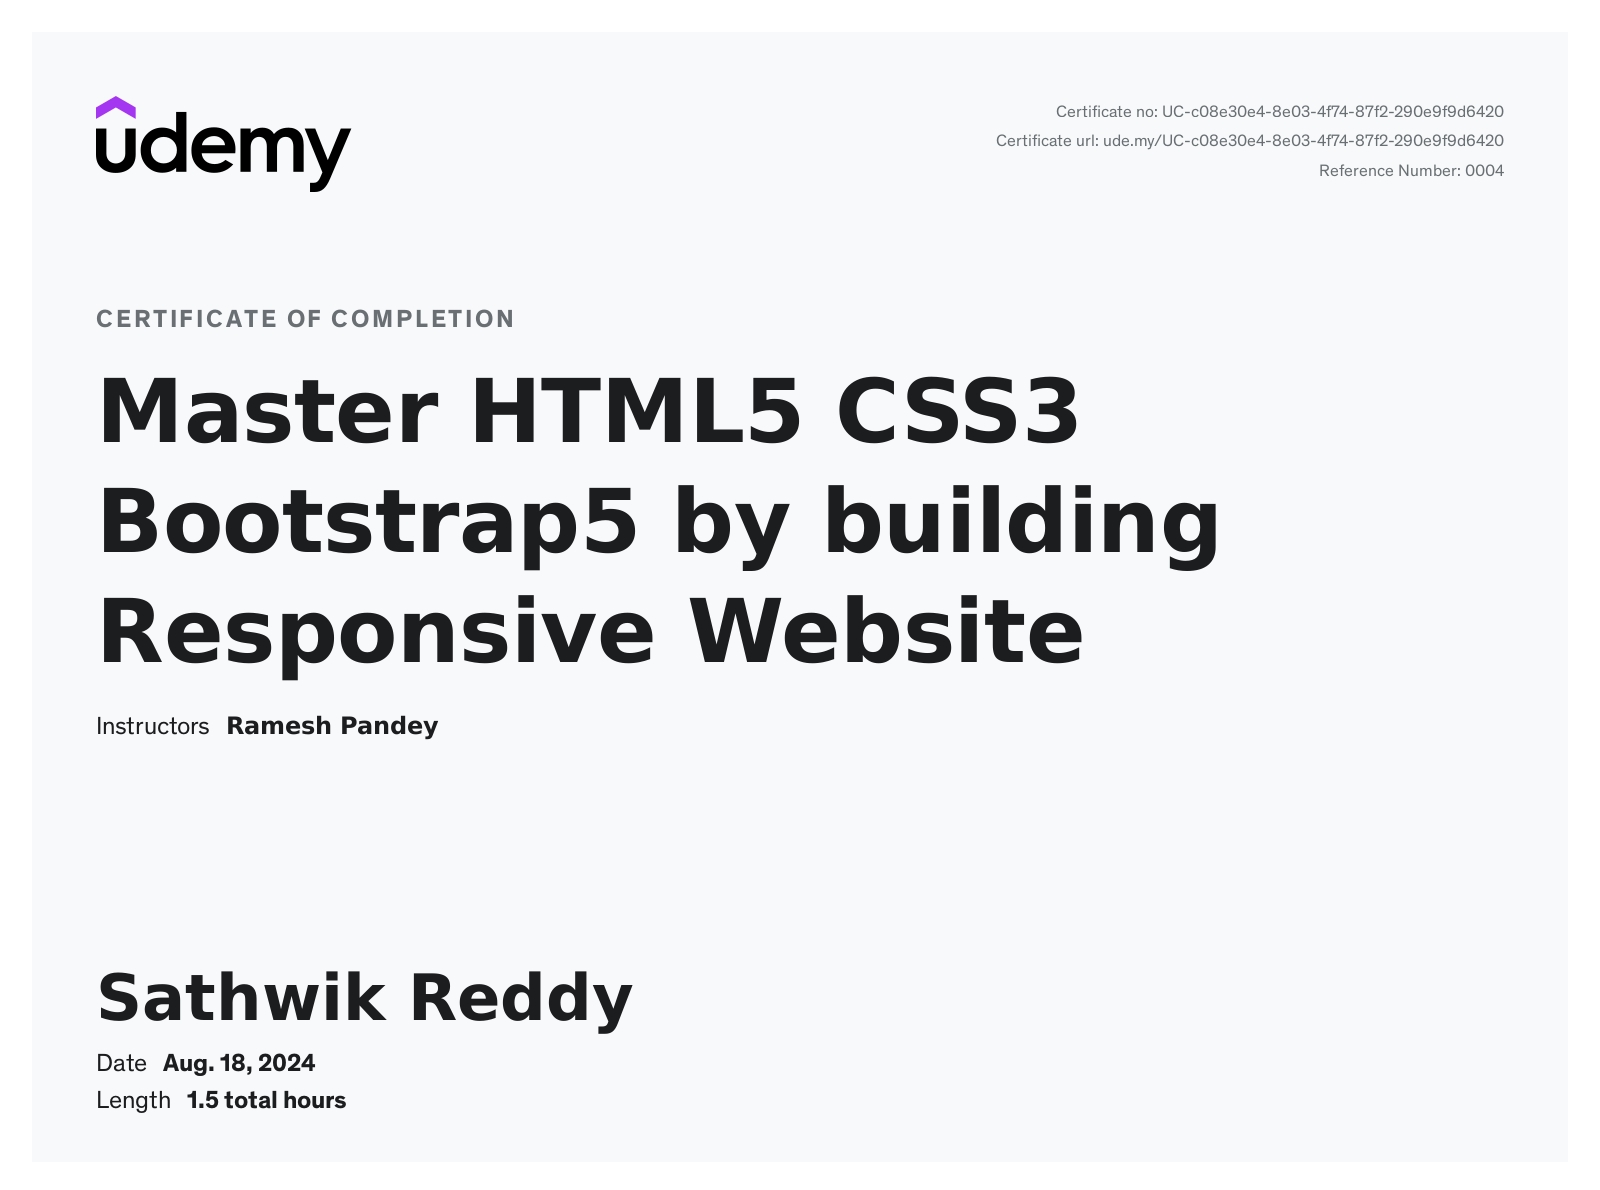 udemy
Certificate no: UC-c08e30e4-8e03-4f74-87f2-290e9f9d6420
Certificate url: ude.my/UC-c08e30e4-8e03-4f74-87f2-290e9f9d6420
Reference Number: 0004
CERTIFICATE OF COMPLETION
Master HTML5 CSS3
Bootstrap5 by building
Responsive Website
Instructors Ramesh Pandey
Sathwik Reddy
Date Aug. 18, 2024
Length 1.5 total hours